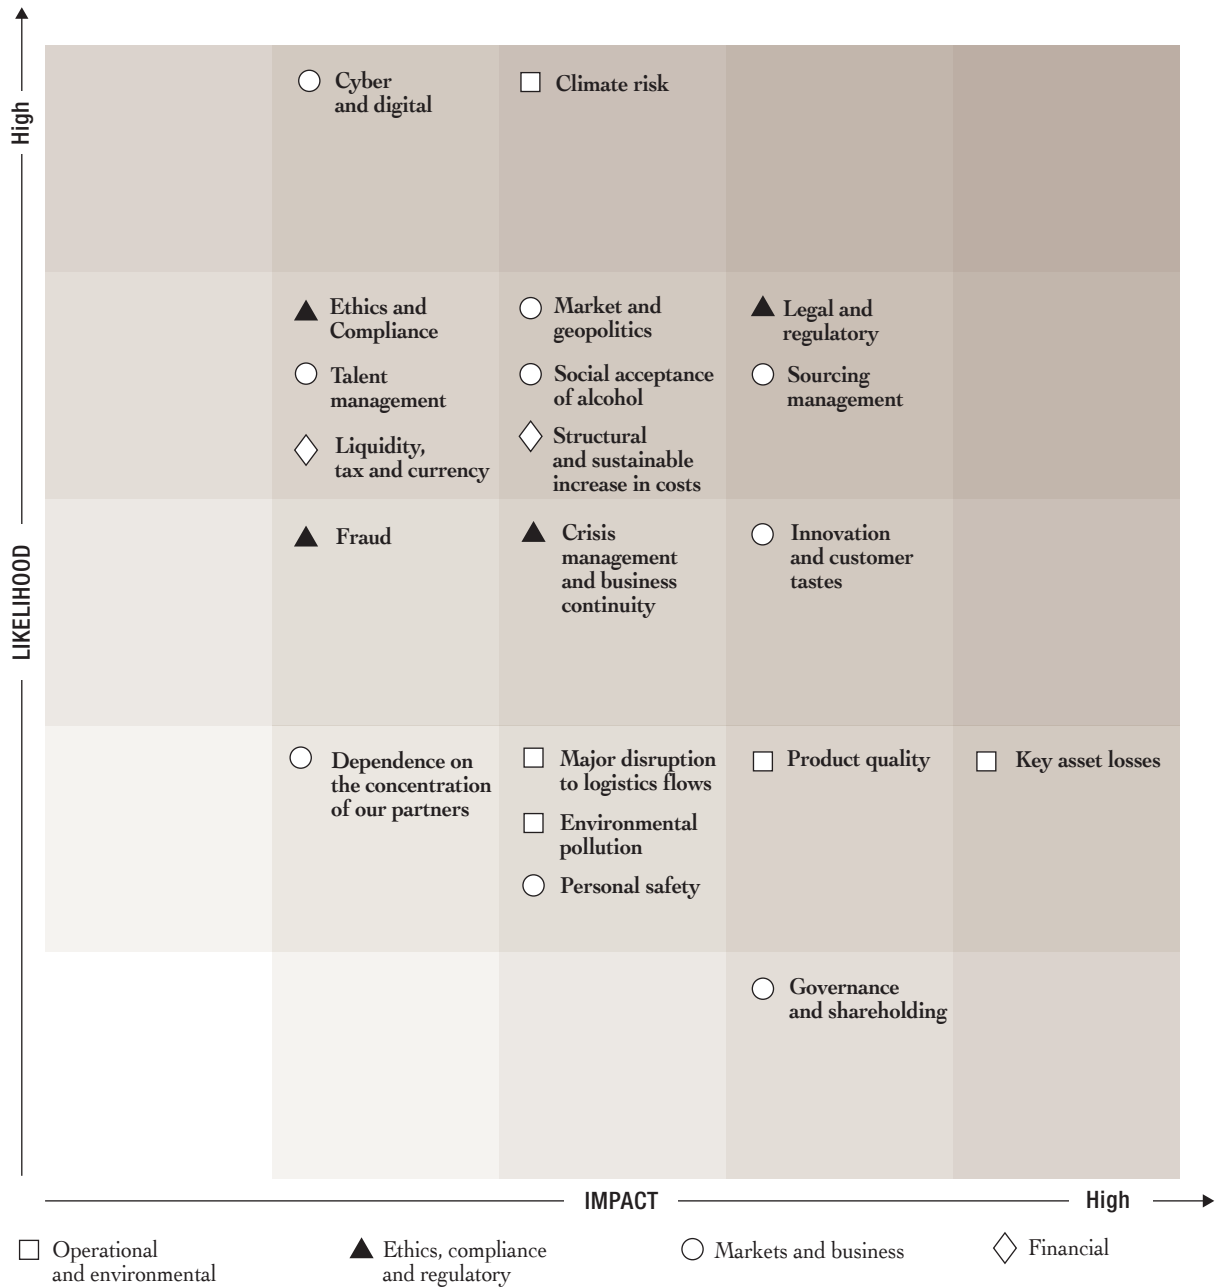 High
LIKELIHOOD
Cyber
and digital
Climate risk
Ethics and
Compliance
Market and
geopolitics
Legal and
regulatory
Talent
management
Social acceptance
of alcohol
Sourcing
management
Liquidity,
tax and currency
Structural
and sustainable
increase in costs
Fraud
Crisis
management
and business
continuity
Innovation
and customer
tastes
Dependence on
the concentration
of our partners
Major disruption
to logistics flows
Product quality
Key asset losses
Environmental
pollution
Personal safety
Governance
and shareholding
IMPACT
High
Operational
and environmental
Ethics, compliance
and regulatory
Markets and business
Financial